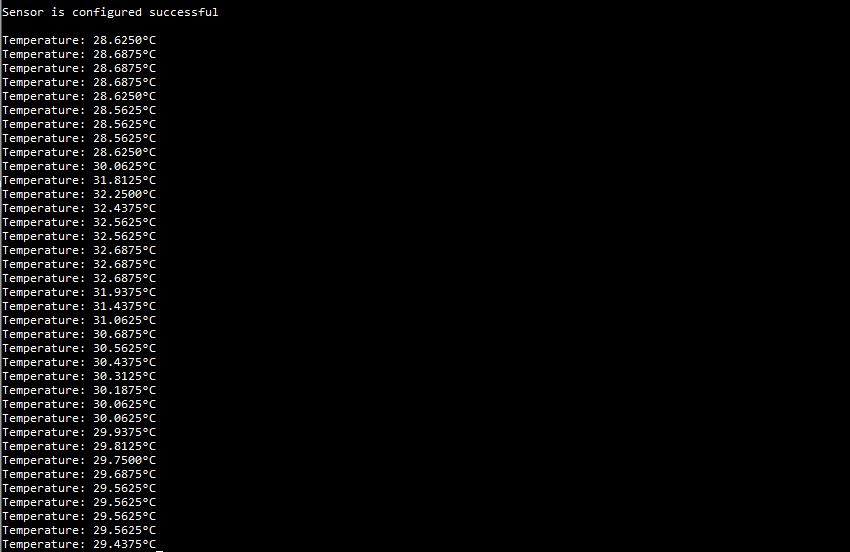 Sensor is configured successful
Temperature: 28.6250°C
Temperature: 28.6875°C
Temperature: 28.6875°C
Temperature: 28.6875°C
Temperature: 28.6250°C
Temperature: 28.5625°C
Temperature: 28.5625°C
Temperature: 28.5625°C
Temperature: 28.6250°C
Temperature: 30.0625°C
Temperature: 31.8125°C
Temperature: 32.2500°C
Temperature: 32.4375°C
Temperature: 32.5625°C
Temperature: 32.5625°C
Temperature: 32.6875°C
Temperature: 32.6875°C
Temperature: 32.6875°C
Temperature: 31.9375°C
Temperature: 31.4375°C
Temperature: 31.0625°C
Temperature: 30.6875°C
Temperature: 30.5625°C
Temperature: 30.4375°C
Temperature: 30.3125°C
Temperature: 30.1875°C
Temperature: 30.0625°C
Temperature: 30.0625°C
Temperature: 29.9375°C
Temperature: 29.8125°C
Temperature: 29.7500°C
Temperature: 29.6875°C
Temperature: 29.5625°C
Temperature: 29.5625°C
Temperature: 29.5625°C
Temperature: 29.5625°C
Temperature: 29.4375°C